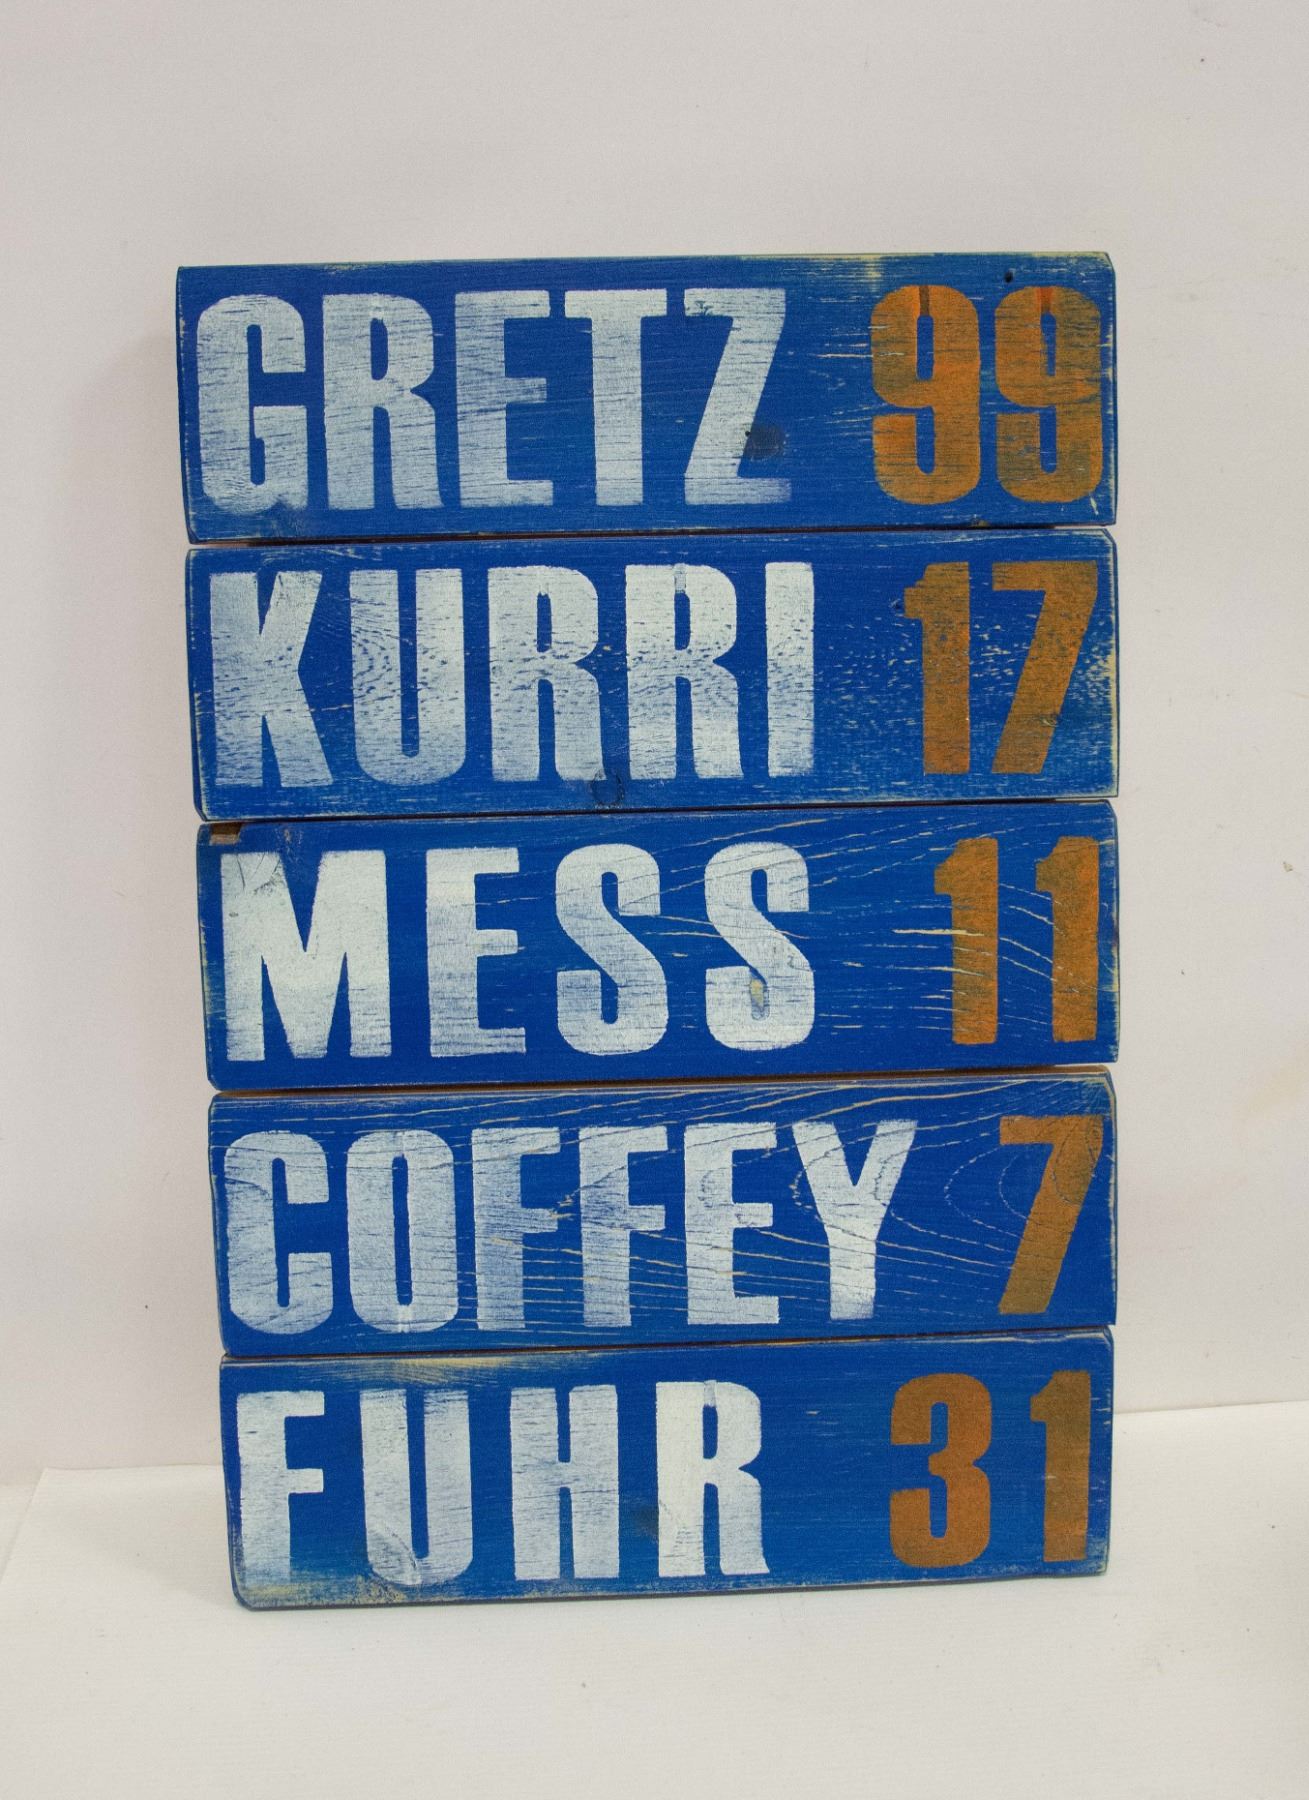 GRETZ 99
KURRI 17
MESS 11
COFFEY 7
FUHR 31